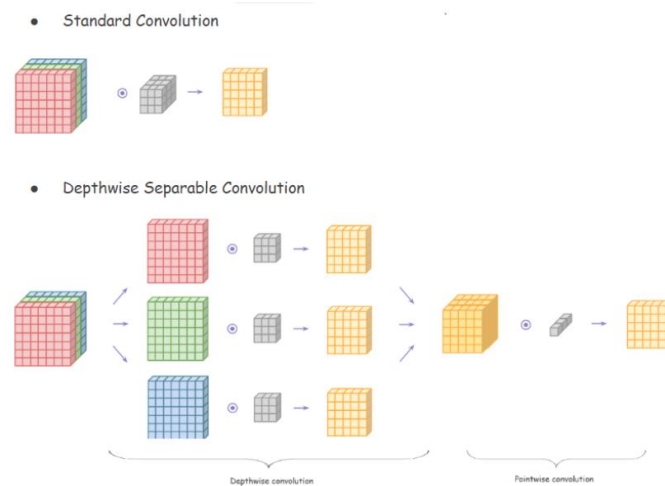 ● Standard Convolution
● Depthwise Separable Convolution
Depthwise convolution
Pointwise convolution